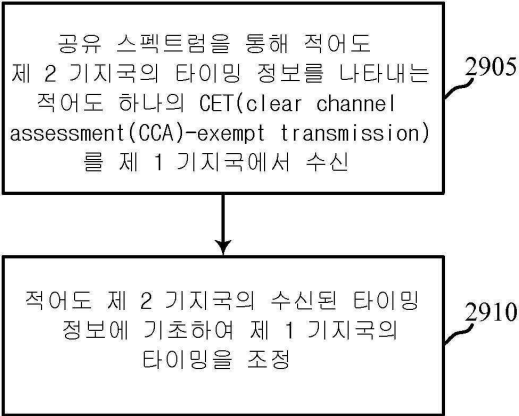 공유 스펙트럼을 통해 적어도
제 2 기지국의 타이밍 정보를 나타내는
적어도 하나의 CET(clear channel
assessment(CCA)-exempt transmission)
를 제 1 기지국에서 수신
2905
적어도 제 2 기지국의 수신된 타이밍
정보에 기초하여 제 1 기지국의
타이밍을 조정
2910